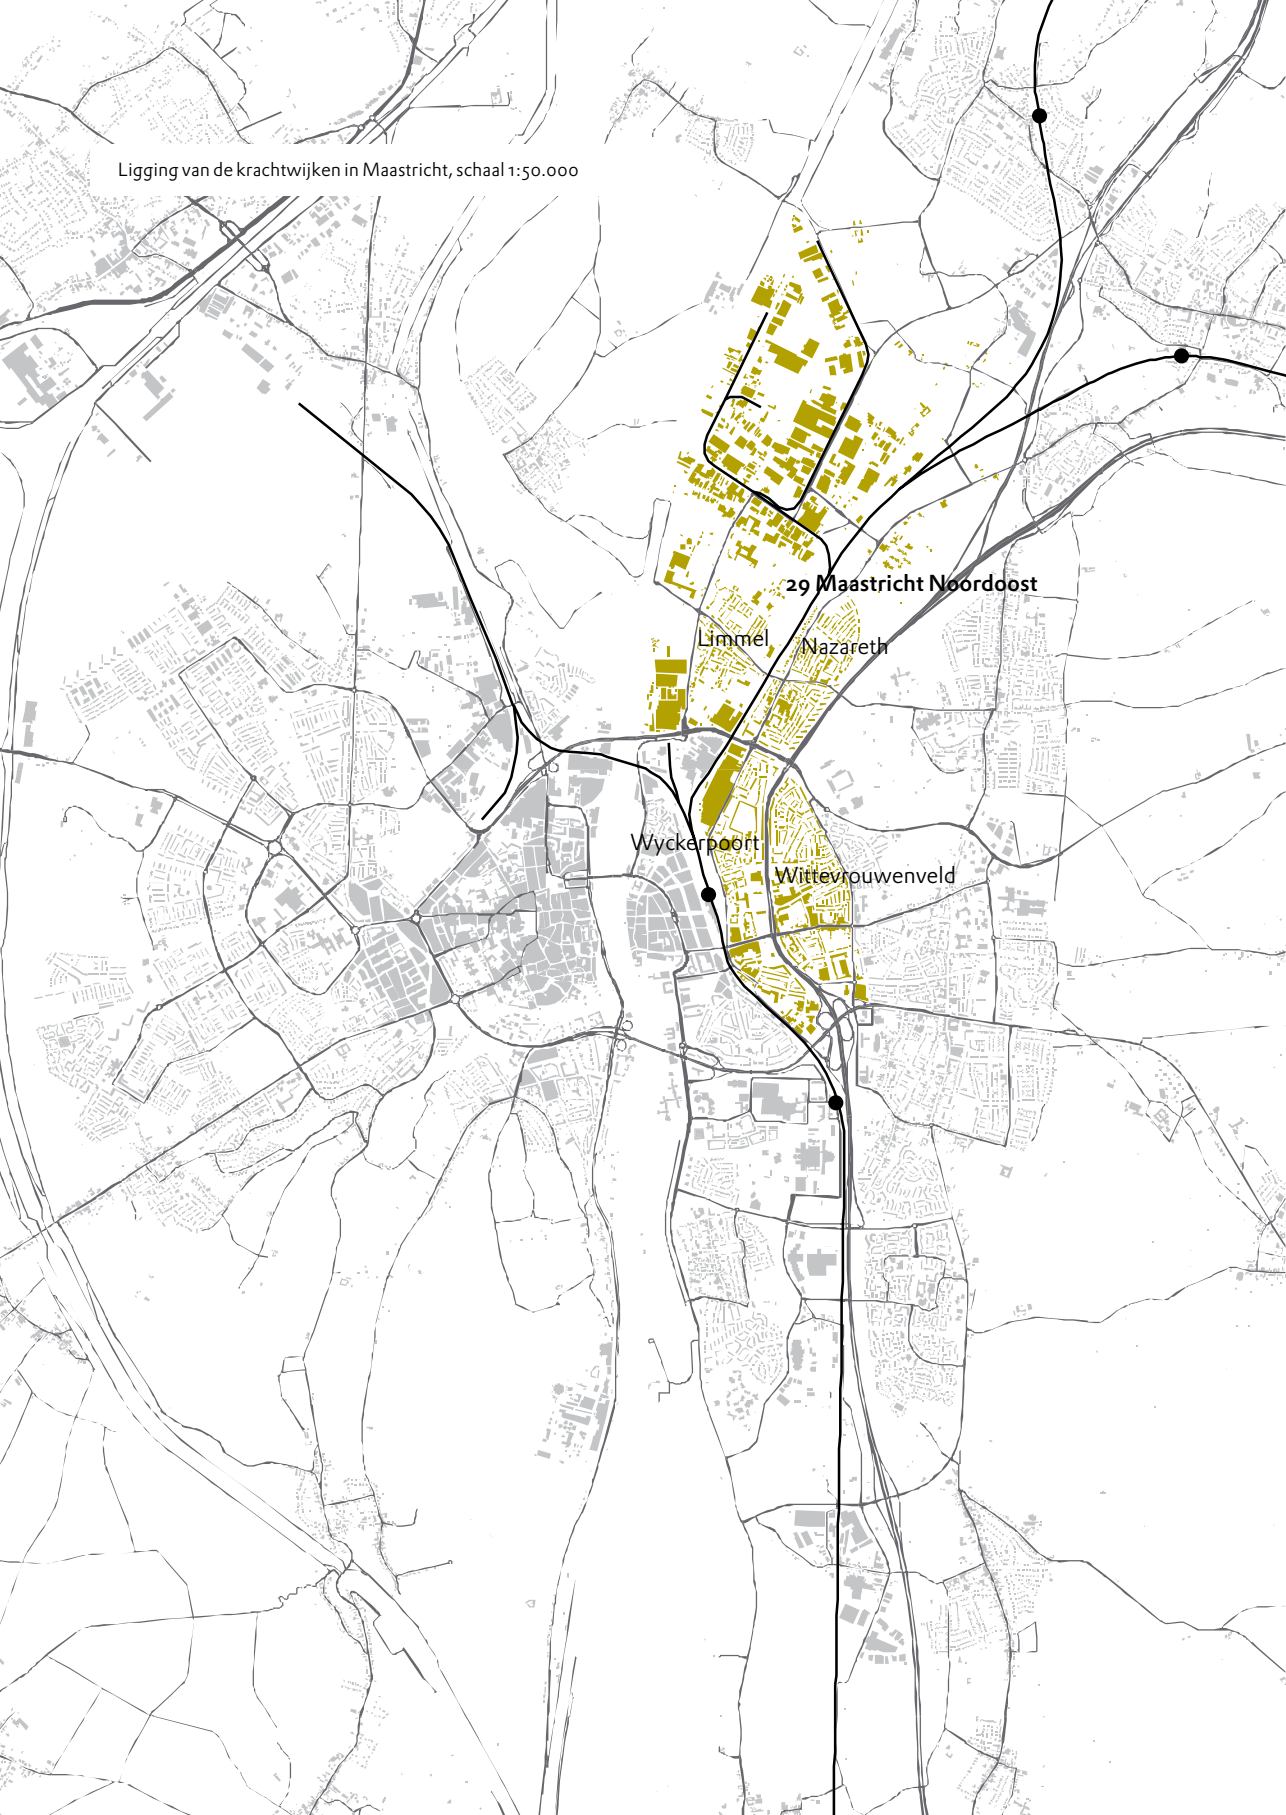 Ligging van de krachtwijken in Maastricht, schaal 1:50.000
29 Maastricht Noordoost
Limmel
Nazareth
Wyckerpoort
Wittevrouwenveld